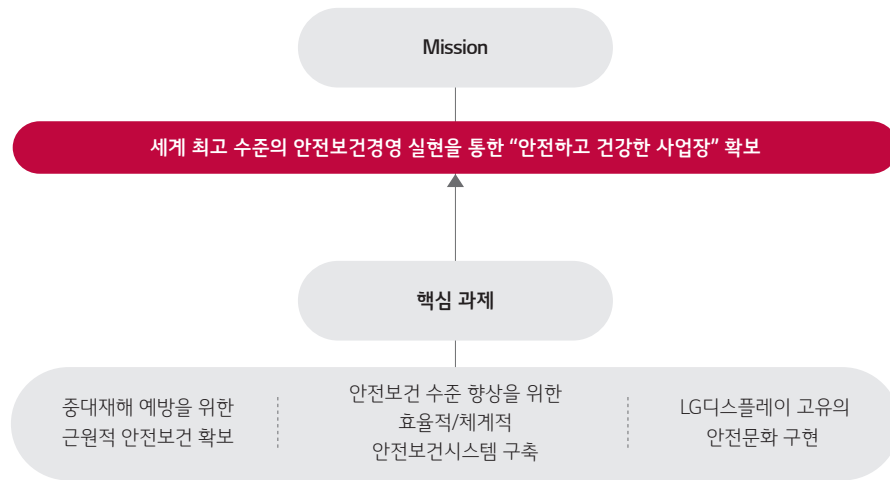 Mission
세계 최고 수준의 안전보건경영 실현을 통한 “안전하고 건강한 사업장” 확보
핵심 과제
중대재해 예방을 위한
근원적 안전보건 확보
안전보건 수준 향상을 위한
효율적/체계적
안전보건시스템 구축
LG디스플레이 고유의
안전문화 구현